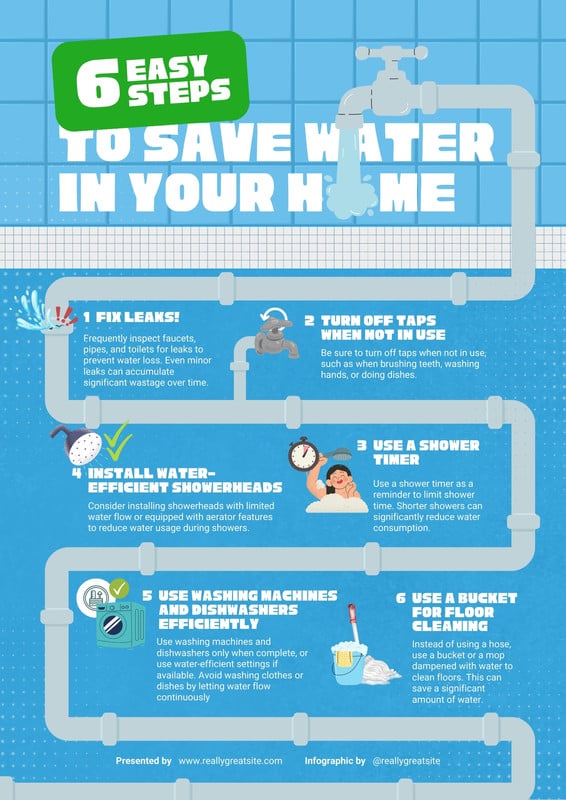 6 EASY
STEPS
TO SAVE WATER
IN YOUR H ME
1 FIX LEAKS!
Frequently inspect faucets,
pipes, and toilets for leaks to
prevent water loss. Even minor
leaks can accumulate
significant wastage over time.
2 TURN OFF TAPS
WHEN NOT IN USE
Be sure to turn off taps when not in use,
such as when brushing teeth, washing
hands, or doing dishes.
3 USE A SHOWER
TIMER
Use a shower timer as a
reminder to limit shower
time. Shorter showers can
significantly reduce water
consumption.
4 INSTALL WATER-
EFFICIENT SHOWERHEADS
Consider installing showerheads with limited
water flow or equipped with aerator features
to reduce water usage during showers.
5 USE WASHING MACHINES
AND DISHWASHERS
EFFICIENTLY
Use washing machines and
dishwashers only when complete, or
use water-efficient settings if
available. Avoid washing clothes or
dishes by letting water flow
continuously
6 USE A BUCKET
FOR FLOOR
CLEANING
Instead of using a hose,
use a bucket or a mop
dampened with water to
clean floors. This can
save a significant
amount of water.
Presented by www.reallygreatsite.com Infographic by @reallygreatsite